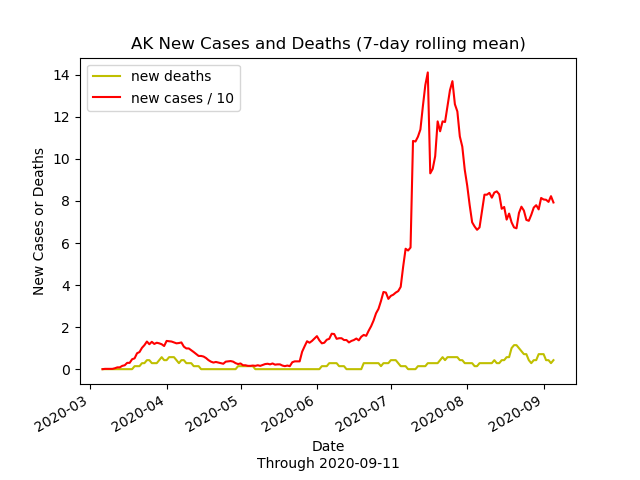 AK New Cases and Deaths (7-day rolling mean)
new deaths
new cases / 10
14
12
10
8
6
4
2
0
New Cases or Deaths
2020-03
2020-04
2020-05
2020-06
2020-07
2020-08
2020-09
Date
Through 2020-09-11